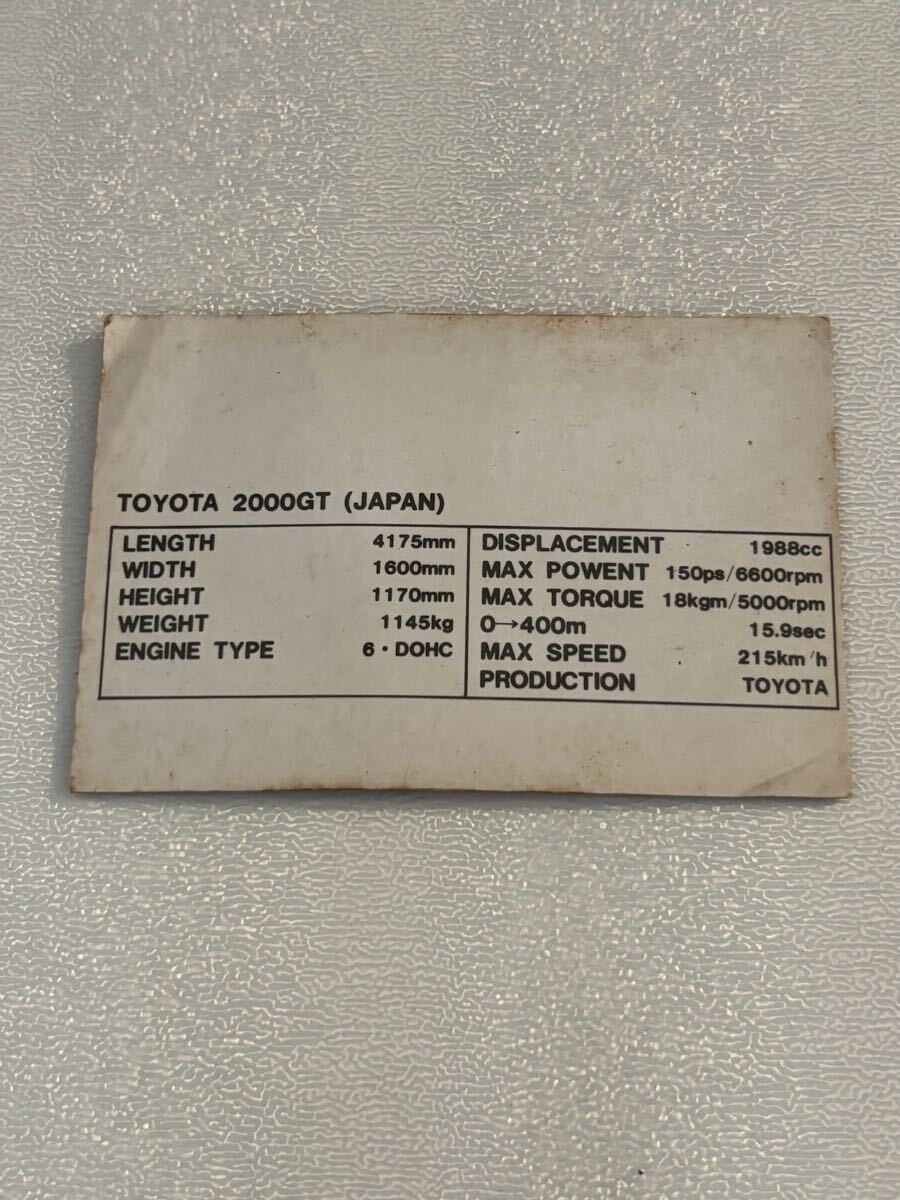 TOYOTA 2000GT (JAPAN)
LENGTH 4175mm
WIDTH 1600mm
HEIGHT 1170mm
WEIGHT 1145kg
ENGINE TYPE 6・DOHC
DISPLACEMENT 1988cc
MAX POWENT 150ps/6600rpm
MAX TORQUE 18kgm/5000rpm
0→400m 15.9sec
MAX SPEED 215km/h
PRODUCTION TOYOTA